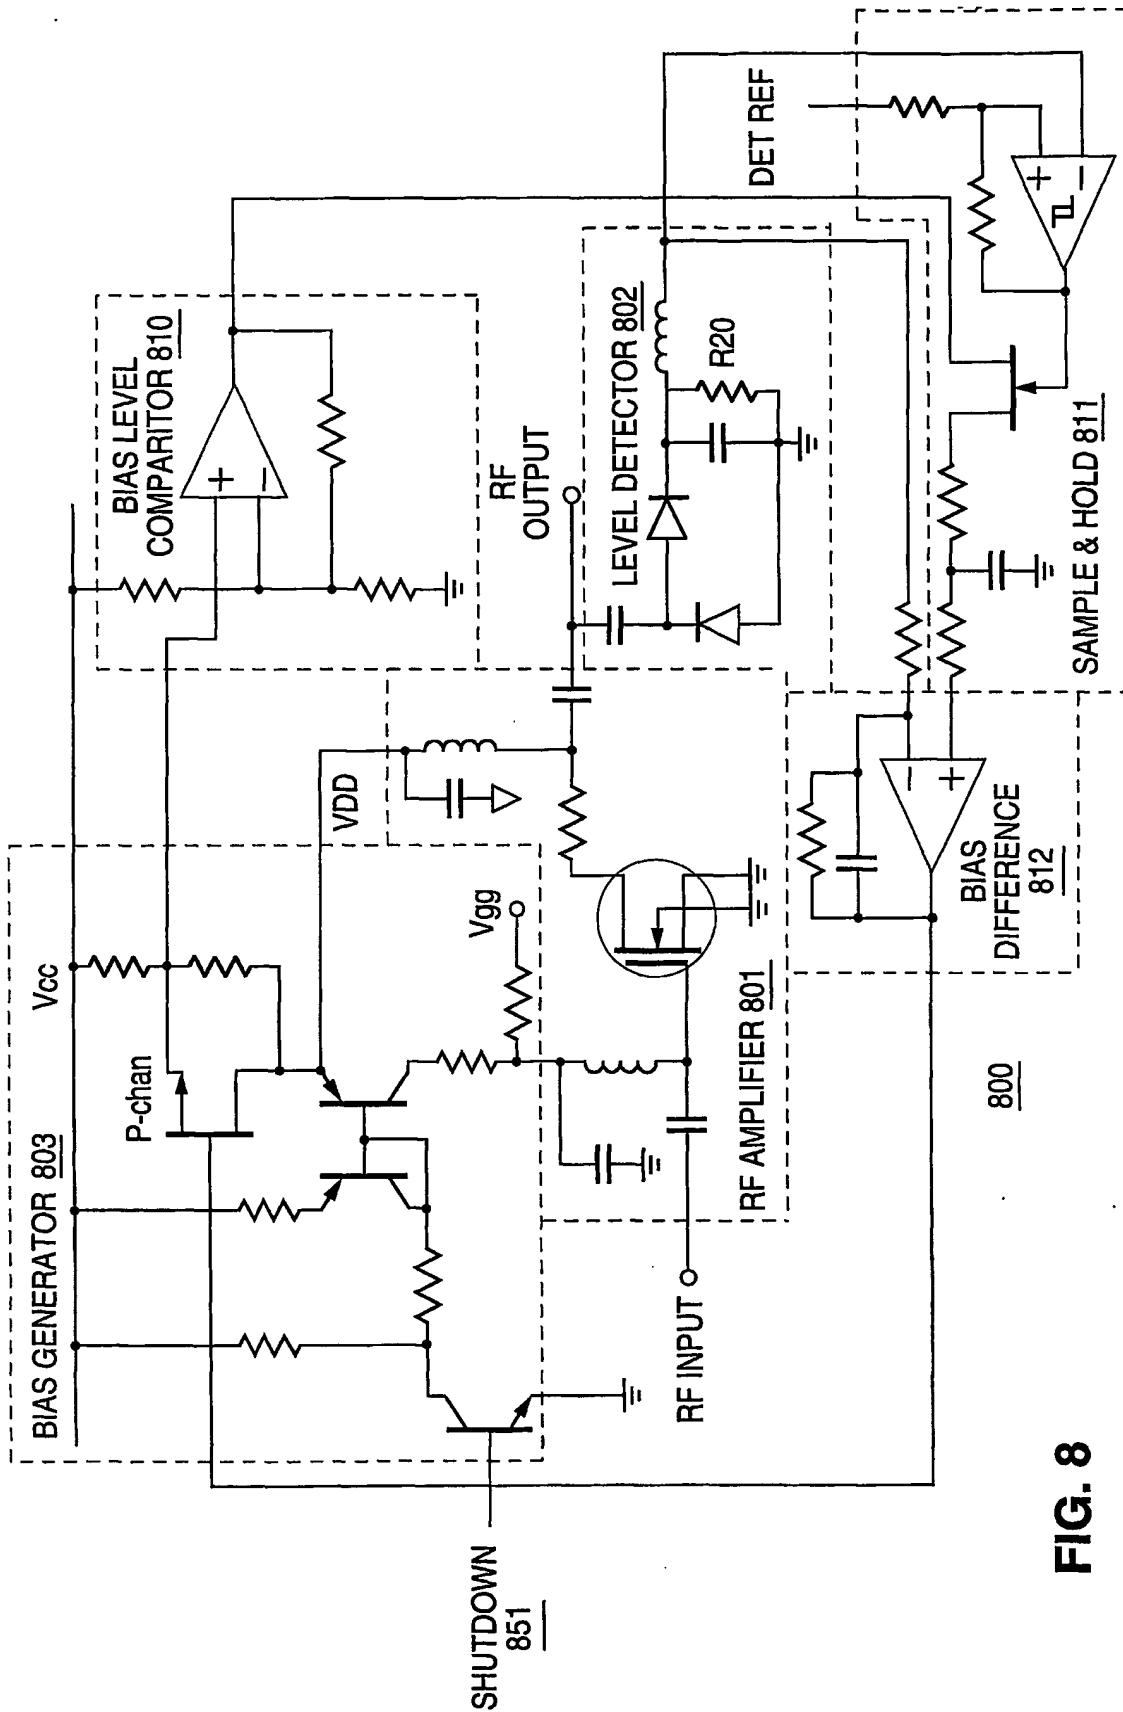 BIAS GENERATOR 803
Vcc
P-chan
VDD
Vgg
BIAS LEVEL
COMPARITOR 810
+
−
RF
OUTPUT
LEVEL DETECTOR 802
R20
DET REF
+
−
SAMPLE & HOLD 811
−
+
BIAS
DIFFERENCE
812
RF AMPLIFIER 801
RF INPUT
SHUTDOWN
851
800
FIG. 8